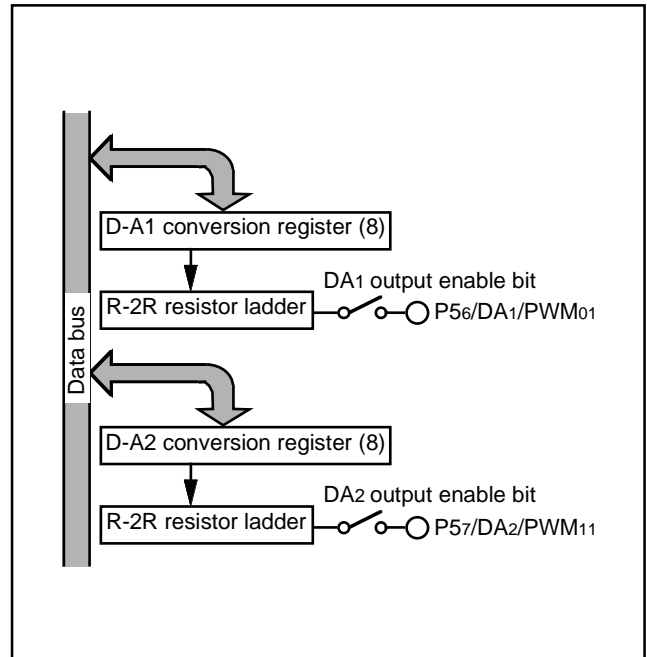 D-A1 conversion register (8)
DA1 output enable bit
R-2R resistor ladder
P56/DA1/PWM01
Data bus
D-A2 conversion register (8)
DA2 output enable bit
R-2R resistor ladder
P57/DA2/PWM11